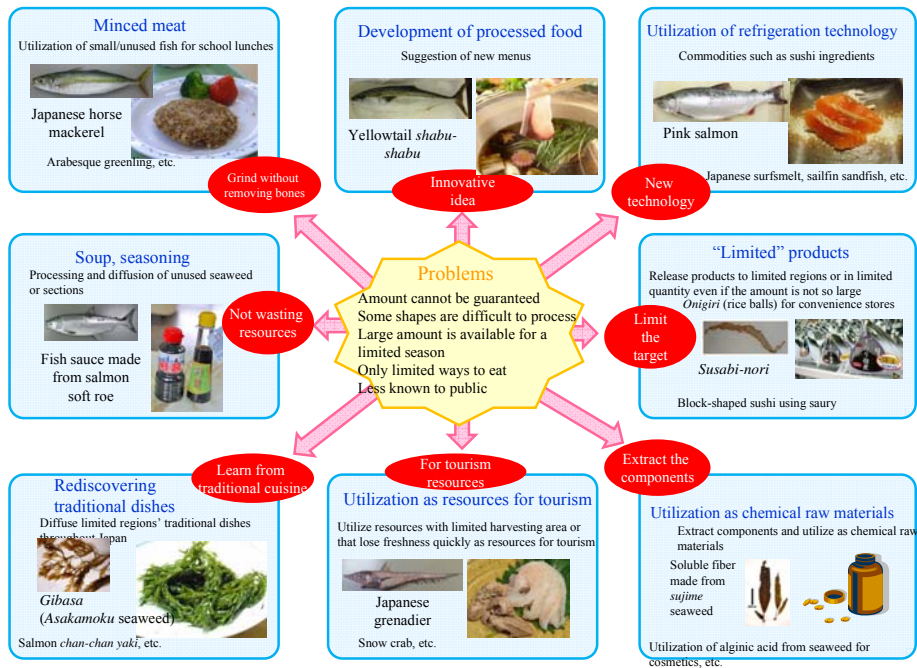 Minced meat
Utilization of small/unused fish for school lunches
Japanese horse
mackerel
Arabesque greenling, etc.
Grind without
removing bones
Development of processed food
Suggestion of new menus
Yellowtail shabu-
shabu
Innovative
idea
Utilization of refrigeration technology
Commodities such as sushi ingredients
Pink salmon
Japanese surfsmelt, sailfin sandfish, etc.
New
technology
Soup, seasoning
Processing and diffusion of unused seaweed
or sections
Fish sauce made
from salmon
soft roe
Not wasting
resources
Problems
Amount cannot be guaranteed
Some shapes are difficult to process
Large amount is available for a
limited season
Only limited ways to eat
Less known to public
Limit
the
target
“Limited” products
Release products to limited regions or in limited
quantity even if the amount is not so large
Onigiri (rice balls) for convenience stores
Susabi-nori
Block-shaped sushi using saury
Learn from
traditional cuisine
Rediscovering
traditional dishes
Diffuse limited regions’ traditional dishes
throughout Japan
Gibasa
(Asakamoku seaweed)
Salmon chan-chan yaki, etc.
For tourism
resources
Utilization as resources for tourism
Utilize resources with limited harvesting area or
that lose freshness quickly as resources for tourism
Japanese
grenadier
Snow crab, etc.
Extract the
components
Utilization as chemical raw materials
Extract components and utilize as chemical raw
materials
Soluble fiber
made from
sujime
seaweed
Utilization of alginic acid from seaweed for
cosmetics, etc.